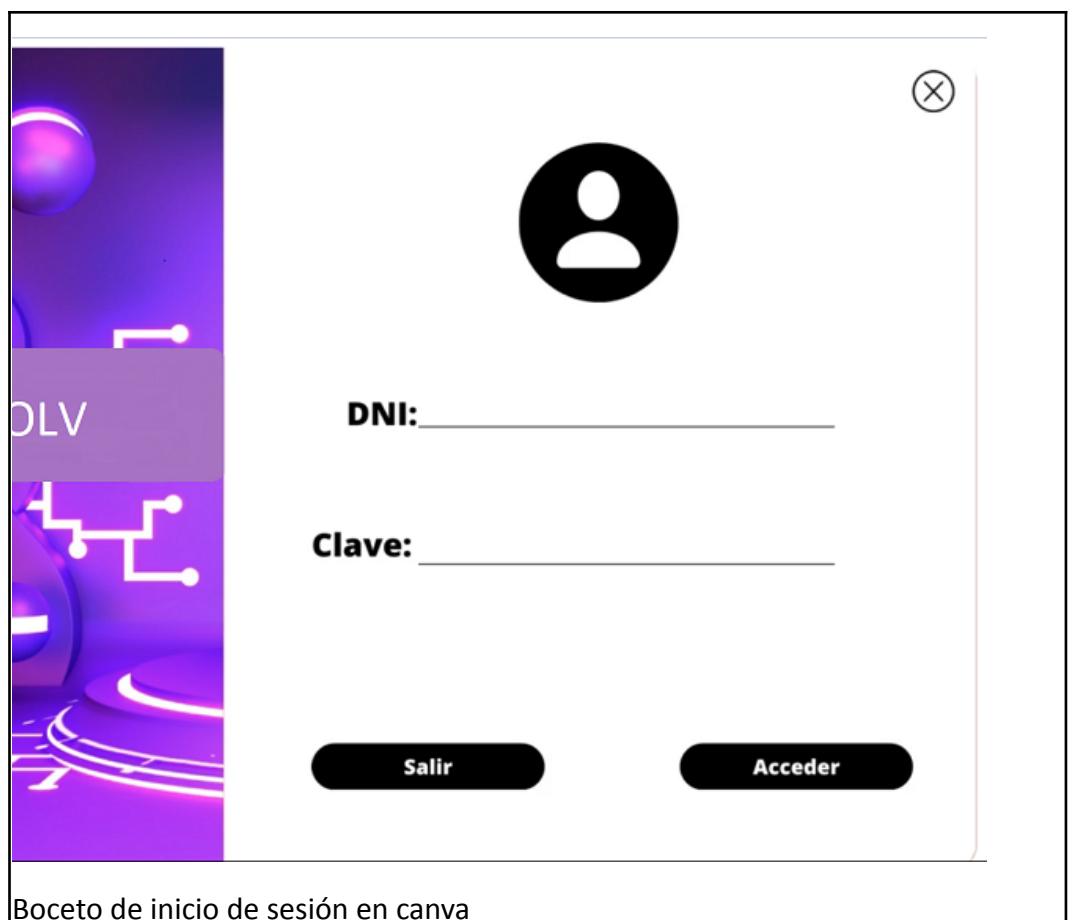 OLV
DNI:
Clave:
Salir
Acceder
Boceto de inicio de sesión en canva